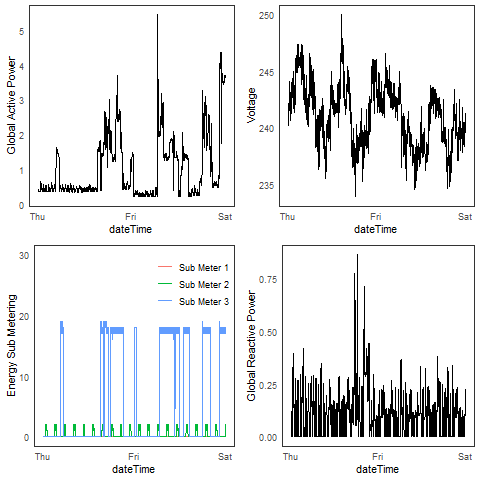 Global Active Power
5
4
3
2
1
0
Thu Fri Sat
dateTime
Voltage
250
245
240
235
Thu Fri Sat
dateTime
Energy Sub Metering
30
20
10
0
Sub Meter 1
Sub Meter 2
Sub Meter 3
Thu Fri Sat
dateTime
Global Reactive Power
0.75
0.50
0.25
0.00
Thu Fri Sat
dateTime